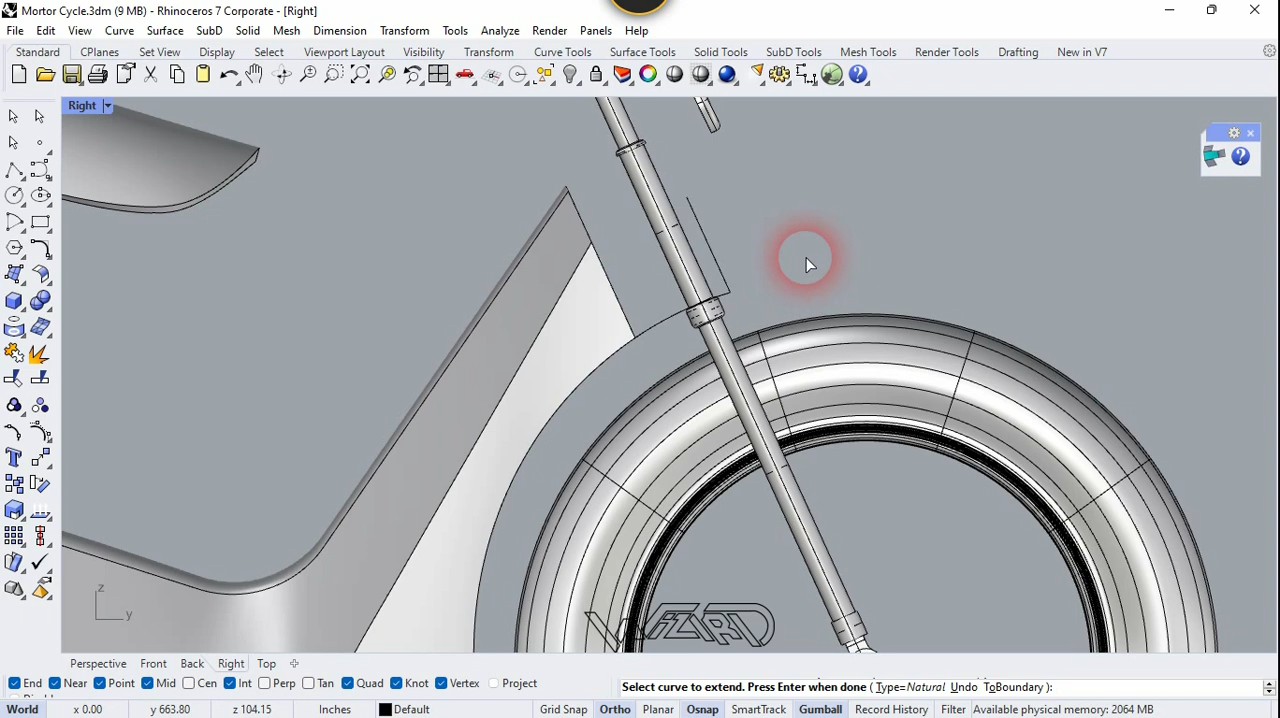 Mortor Cycle.3dm (9 MB) - Rhinoceros 7 Corporate - [Right]
File Edit View Curve Surface Solid SubD Mesh Dimension Transform Tools Analyze Render Panels Help
Standard CPlanes Set View Display Select Viewport Layout Visibility Transform Curve Tools Surface Tools Solid Tools SubD Tools Mesh Tools Render Tools Drafting New in V7
Right
z
y
End Near Point Mid Cen Int Perp Tan Quad Knot Vertex Project
Perspective Front Back Right Top
Select curve to extend. Press Enter when done ( Type=Natural Undo ToBoundary ):
World x 0.00 y 663.80 z 104.15 Inches Default Grid Snap Ortho Planar Osnap SmartTrack Gumball Record History Filter Available physical memory: 2064 MB